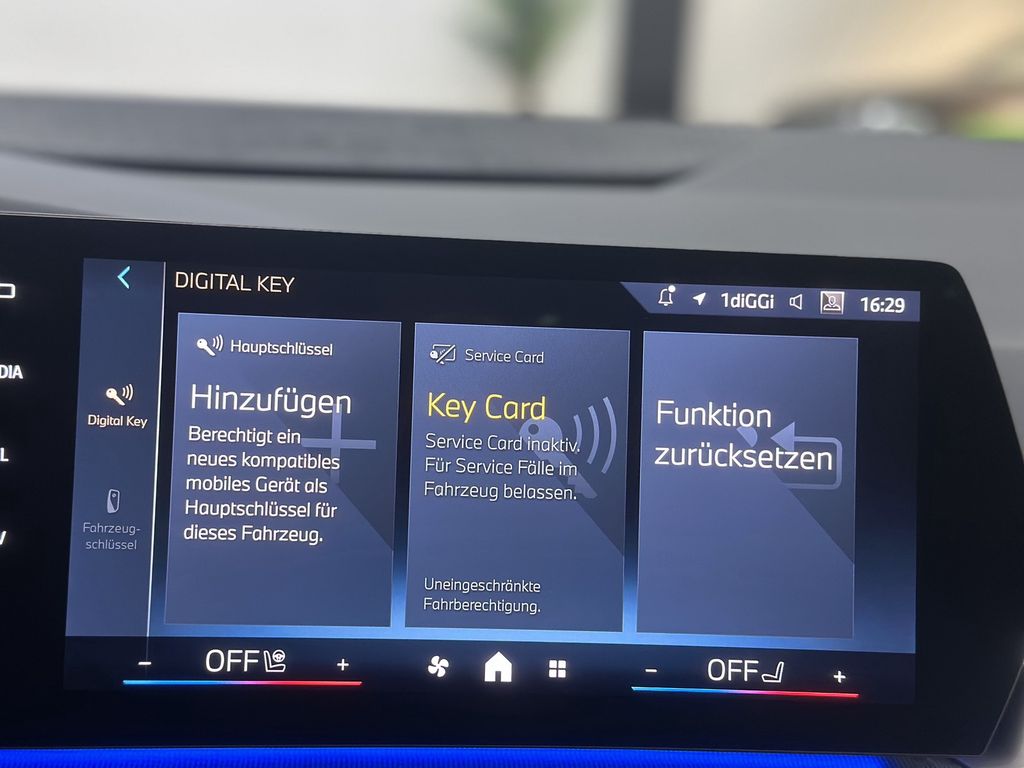 DIGITAL KEY
1diGGi
16:29
DIA
L
Digital Key
Fahrzeug-
schlüssel
Hauptschlüssel
Hinzufügen
Berechtigt ein
neues kompatibles
mobiles Gerät als
Hauptschlüssel für
dieses Fahrzeug.
Service Card
Key Card
Service Card inaktiv.
Für Service Fälle im
Fahrzeug belassen.
Uneingeschränkte
Fahrberechtigung.
Funktion
zurücksetzen
- OFF +
- OFF +